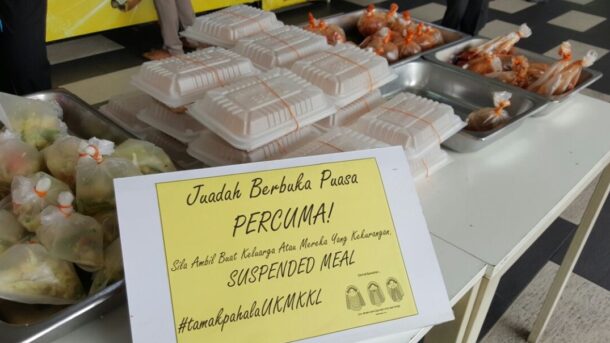 Juadah Berbuka Puasa
PERCUMA!
Sila Ambil Buat Keluarga Atau Mereka Yang Kekurangan.
SUSPENDED MEAL
#tamakpahalaUKMKKL